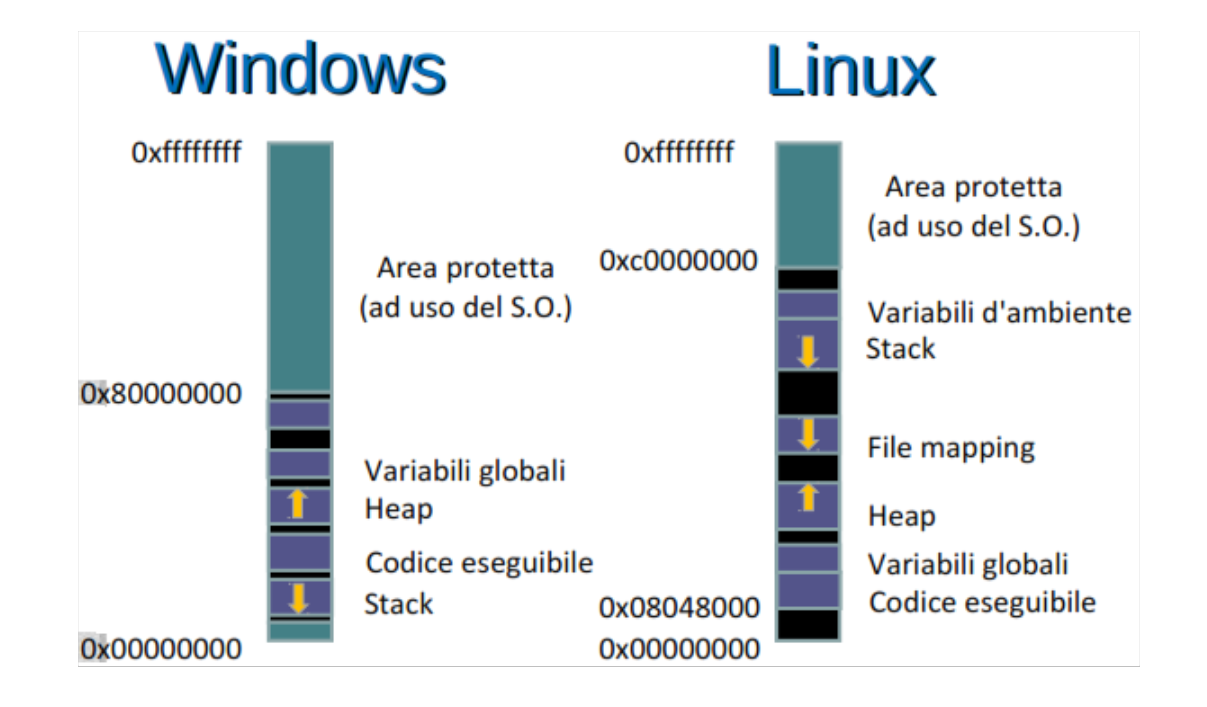 Windows
0xffffffff
Area protetta
(ad uso del S.O.)
0x80000000
Variabili globali
Heap
Codice eseguibile
Stack
0x00000000
Linux
0xffffffff
Area protetta
(ad uso del S.O.)
0xc0000000
Variabili d'ambiente
Stack
File mapping
Heap
Variabili globali
Codice eseguibile
0x08048000
0x00000000